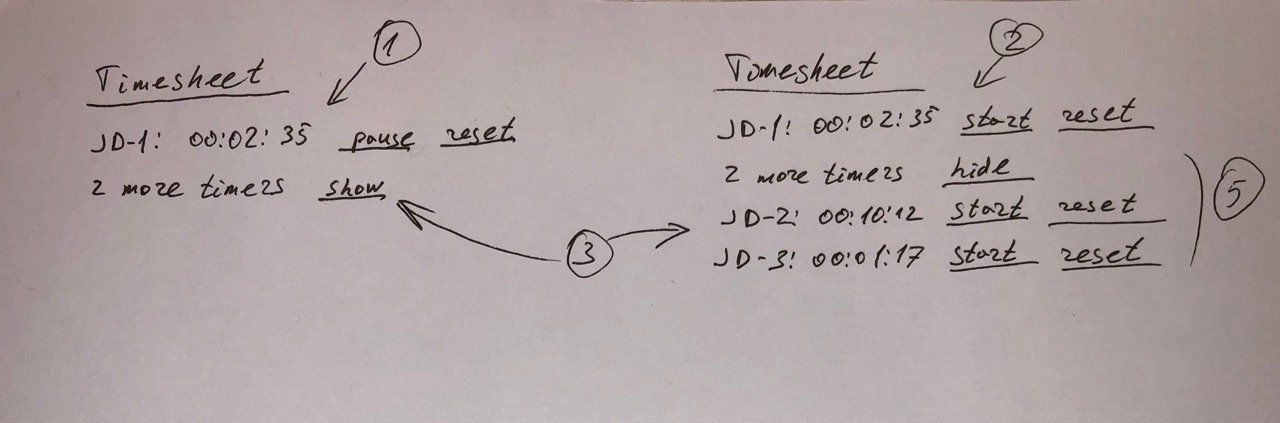 1
Timesheet
JD-1: 00:02:35 pause reset
2 more timers show
3
2
Timesheet
JD-1: 00:02:35 start reset
2 more timers hide
JD-2: 00:10:12 start reset
JD-3: 00:01:17 start reset
5